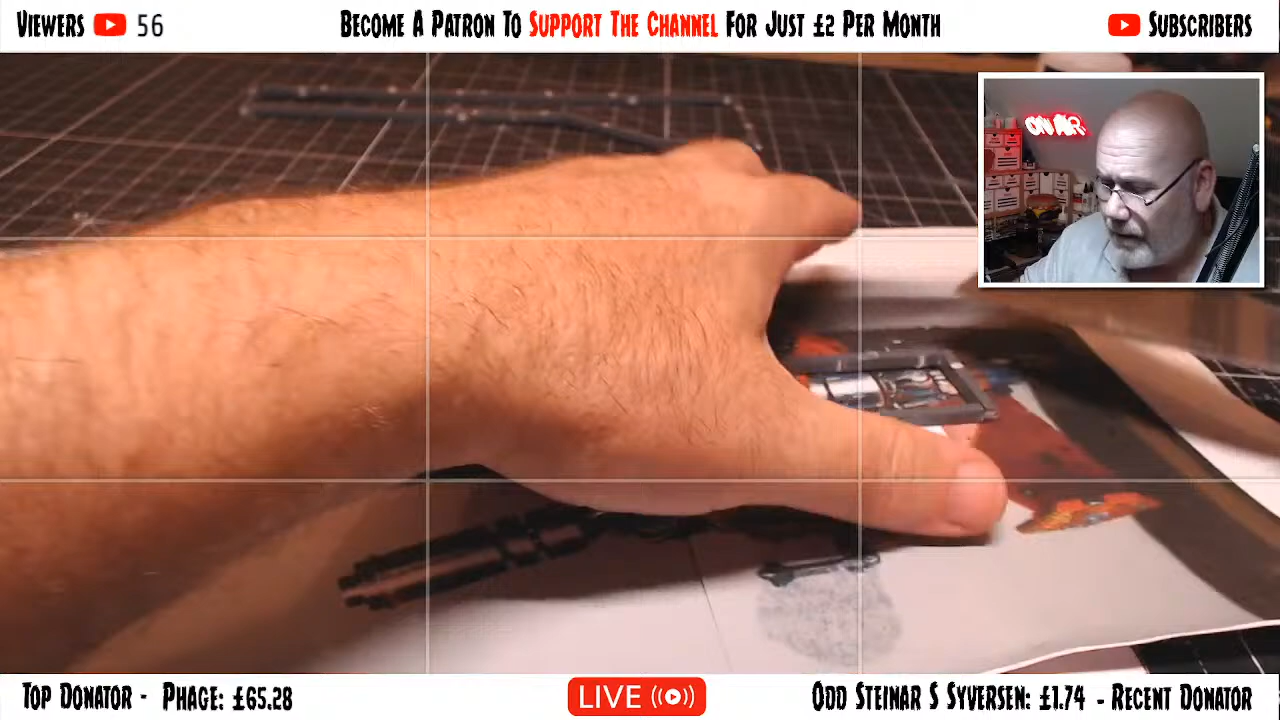 Viewers 56
Become A Patron To Support The Channel For Just £2 Per Month
Subscribers
ON AIR
Top Donator - Phage: £65.28
LIVE
Odd Steinar S Syversen: £1.74 - Recent Donator